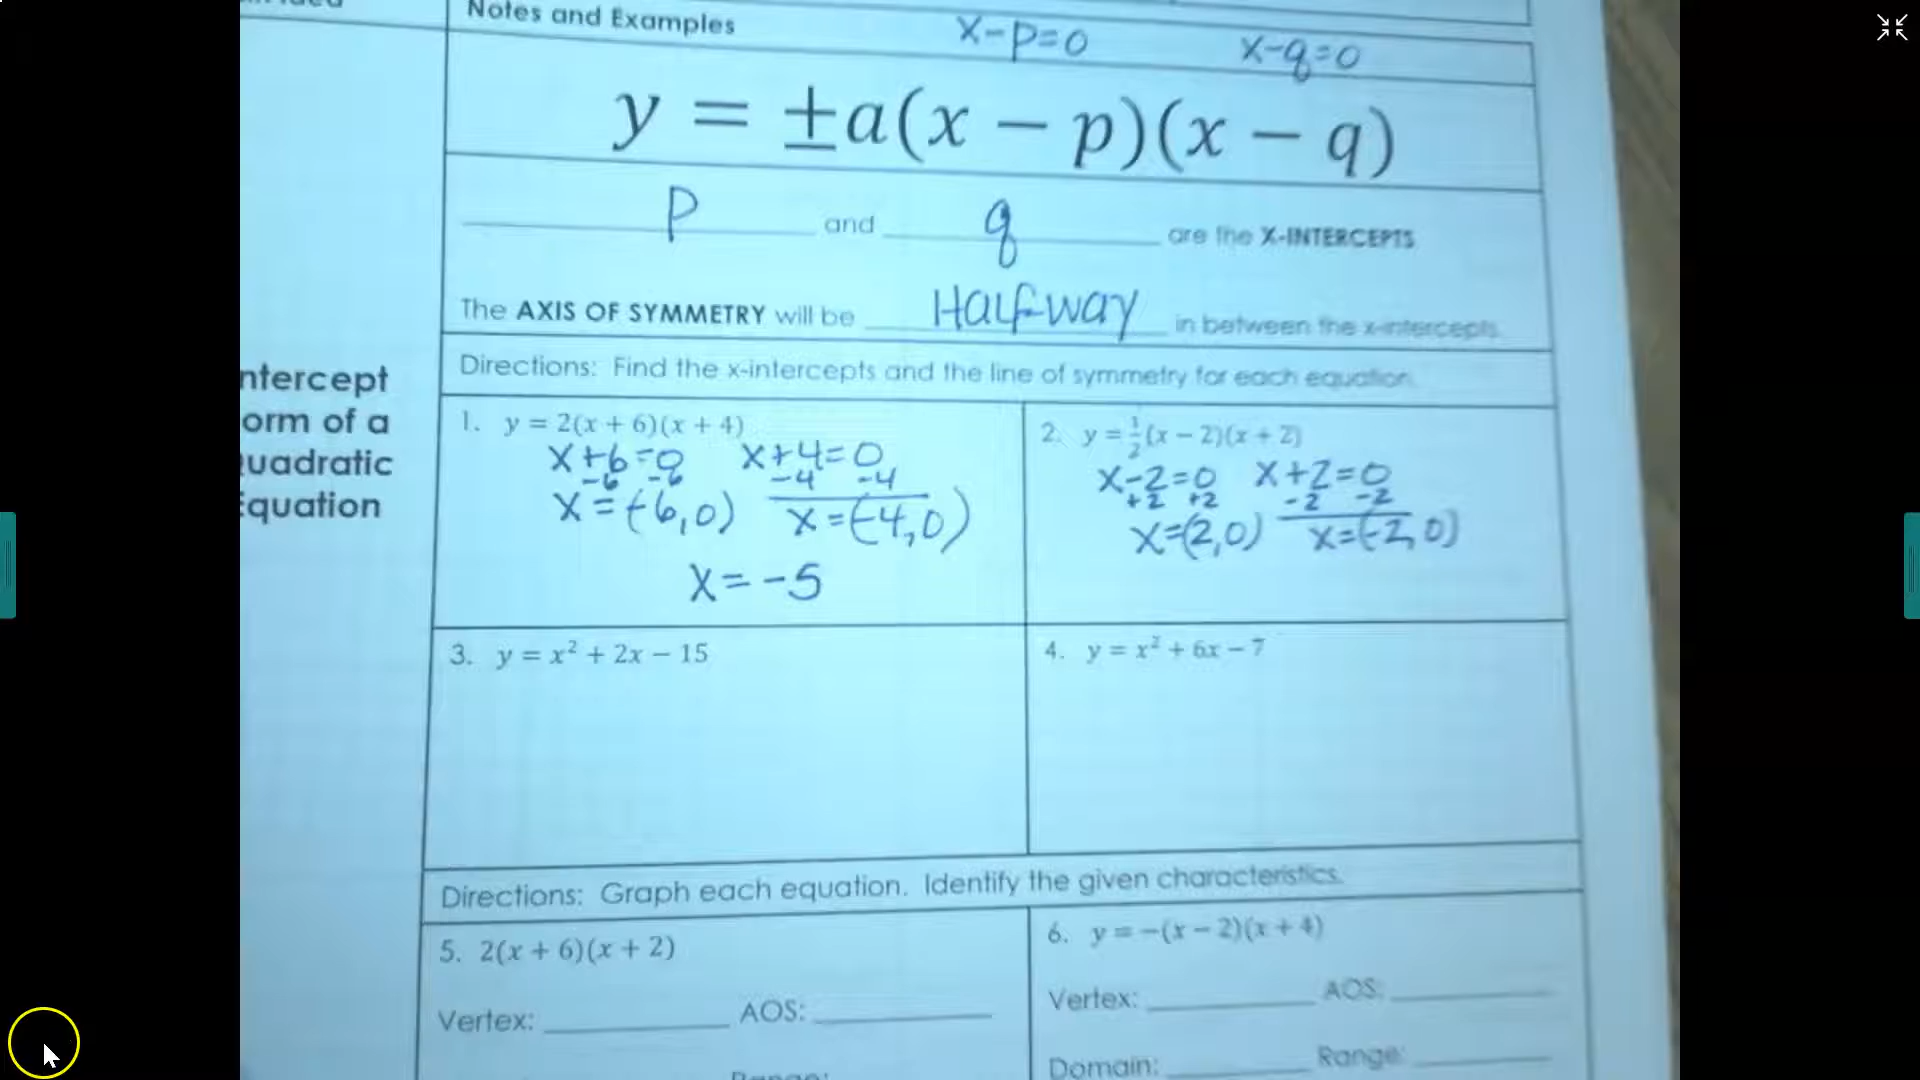 Notes and Examples
x-p=0 x-q=0
y = ±a(x − p)(x − q)
p and q are the X-INTERCEPTS
The AXIS OF SYMMETRY will be Halfway in between the x-intercepts.
ntercept
orm of a
uadratic
Equation
Directions: Find the x-intercepts and the line of symmetry for each equation.
1. y = 2(x + 6)(x + 4)
x+6=0 x+4=0
-6 -6 -4 -4
x=(-6,0) x=(-4,0)
x=-5
2. y = 1/2(x − 2)(x + 2)
x-2=0 x+2=0
+2 +2 -2 -2
x=(2,0) x=(-2,0)
3. y = x² + 2x − 15
4. y = x² + 6x − 7
Directions: Graph each equation. Identify the given characteristics.
5. 2(x + 6)(x + 2)
Vertex: AOS:
Range:
6. y = −(x − 2)(x + 4)
Vertex: AOS:
Domain: Range: